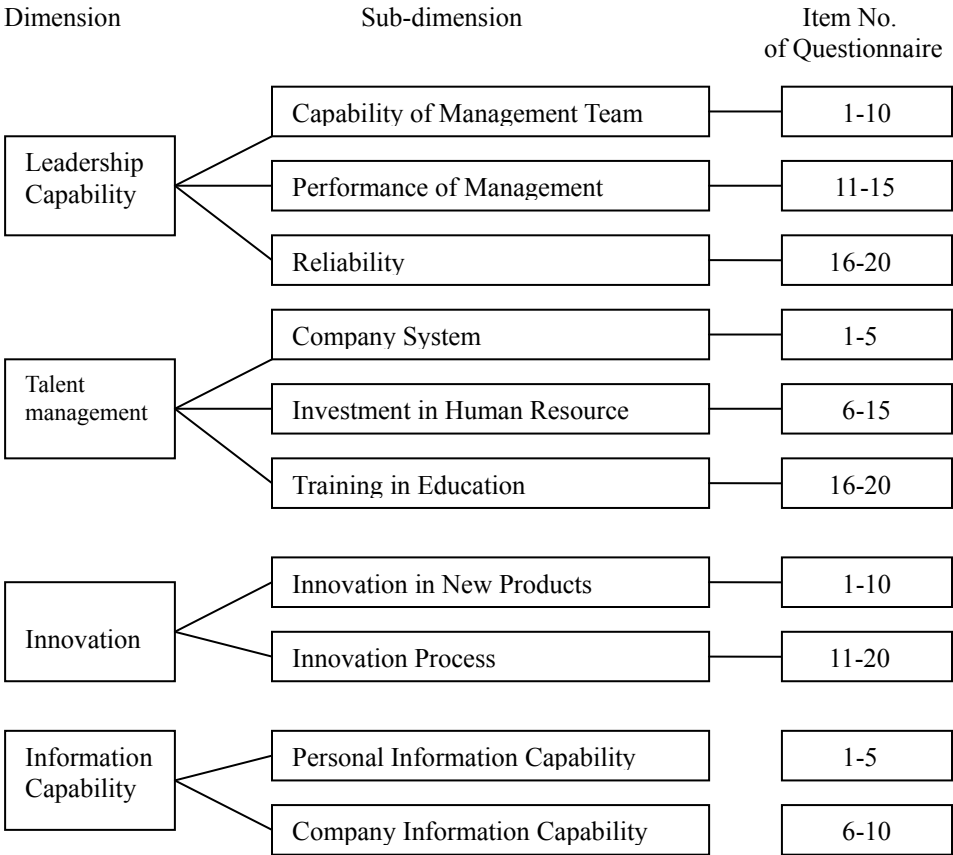 Dimension Sub-dimension Item No.
of Questionnaire
Capability of Management Team 1-10
Leadership
Capability
Performance of Management 11-15
Reliability 16-20
Company System 1-5
Talent
management
Investment in Human Resource 6-15
Training in Education 16-20
Innovation in New Products 1-10
Innovation
Innovation Process 11-20
Information
Capability
Personal Information Capability 1-5
Company Information Capability 6-10